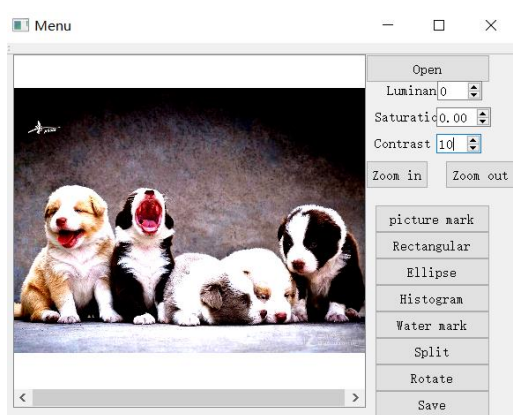 Menu
Open
Luminan 0
Saturatic 0.00
Contrast 10
Zoom in Zoom out
picture mark
Rectangular
Ellipse
Histogram
Water mark
Split
Rotate
Save